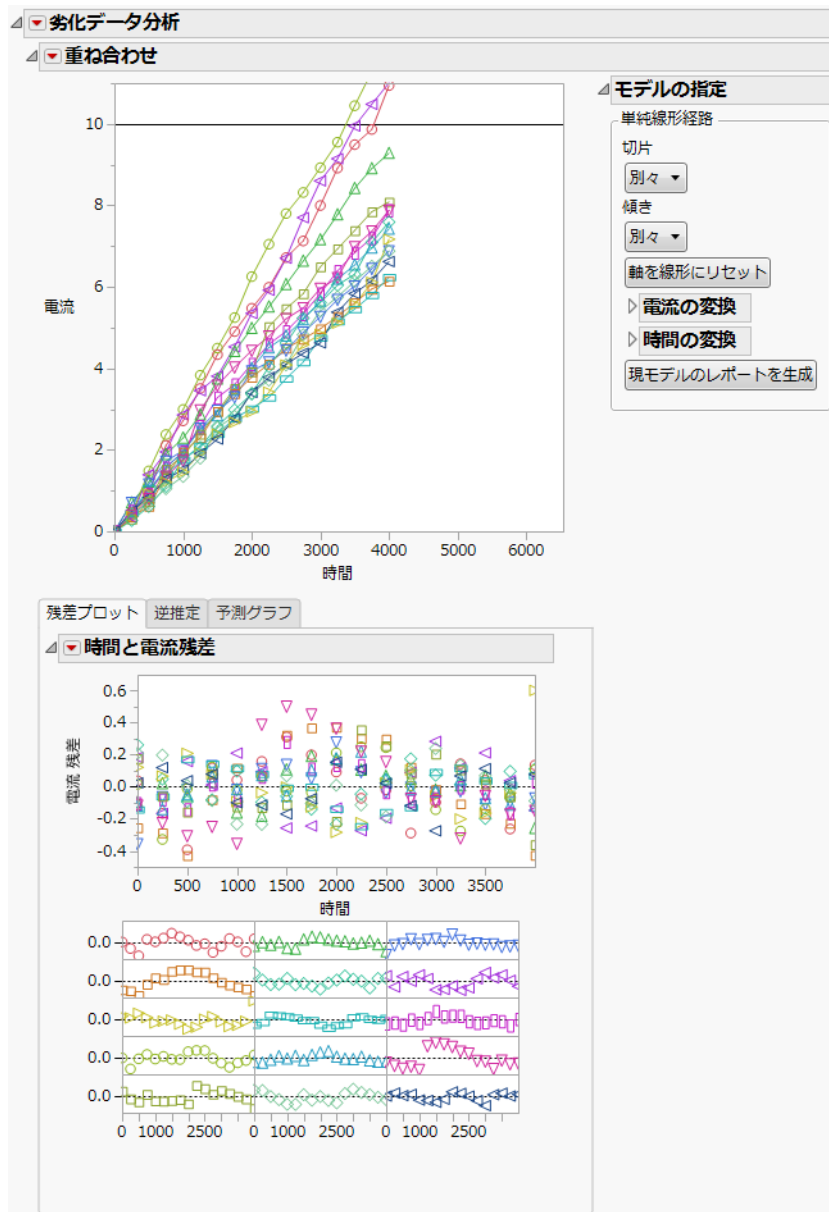 劣化データ分析
重ね合わせ
10
8
6
4
2
0
電流
0 1000 2000 3000 4000 5000 6000
時間
モデルの指定
単純線形経路
切片
別々
傾き
別々
軸を線形にリセット
電流の変換
時間の変換
現モデルのレポートを生成
残差プロット 逆推定 予測グラフ
時間と電流残差
0.6
0.4
0.2
0.0
-0.2
-0.4
電流 残差
0 500 1000 1500 2000 2500 3000 3500
時間
0.0
0.0
0.0
0.0
0.0
0 1000 2500 0 1000 2500 0 1000 2500